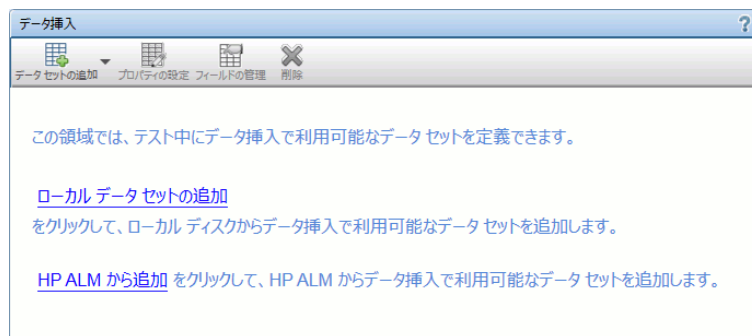 データ挿入
?
データ セットの追加 プロパティの設定 フィールドの管理 削除
この領域では、テスト中にデータ挿入で利用可能なデータ セットを定義できます。
ローカル データ セットの追加
をクリックして、ローカル ディスクからデータ挿入で利用可能なデータ セットを追加します。
HP ALM から追加 をクリックして、HP ALM からデータ挿入で利用可能なデータ セットを追加します。